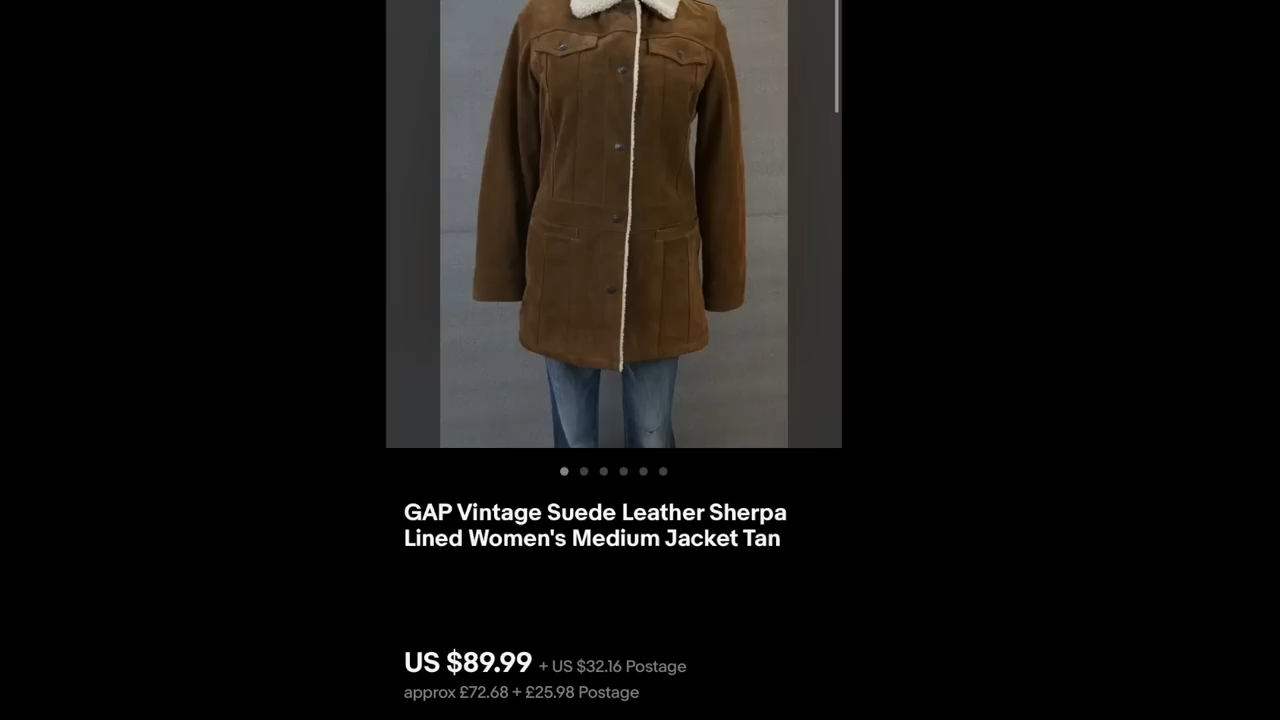 GAP Vintage Suede Leather Sherpa
Lined Women's Medium Jacket Tan
US $89.99 + US $32.16 Postage
approx £72.68 + £25.98 Postage